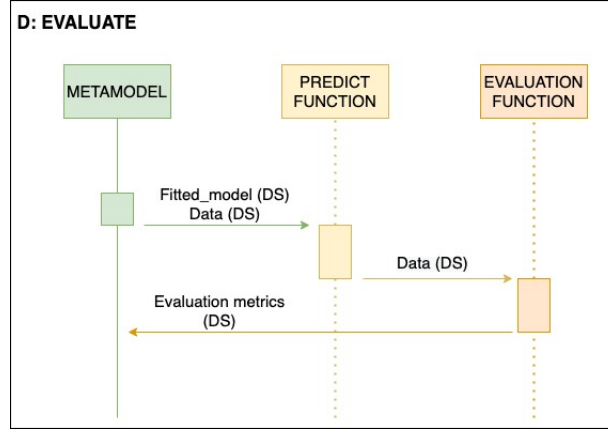 D: EVALUATE
METAMODEL
PREDICT
FUNCTION
EVALUATION
FUNCTION
Fitted_model (DS)
Data (DS)
Data (DS)
Evaluation metrics
(DS)